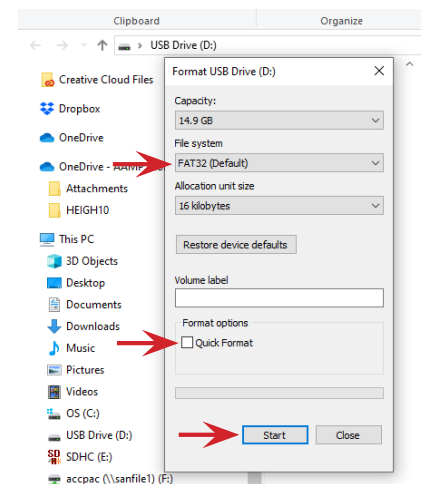 Clipboard
Organize
USB Drive (D:)
Format USB Drive (D:)
Creative Cloud Files
Dropbox
OneDrive
OneDrive - AAMP
Attachments
HEIGH10
This PC
3D Objects
Desktop
Documents
Downloads
Music
Pictures
Videos
OS (C:)
USB Drive (D:)
SDHC (E:)
accpac (\\sanfile1) (F:)
Capacity:
14.9 GB
File system
FAT32 (Default)
Allocation unit size
16 kilobytes
Restore device defaults
Volume label
Format options
Quick Format
Start
Close